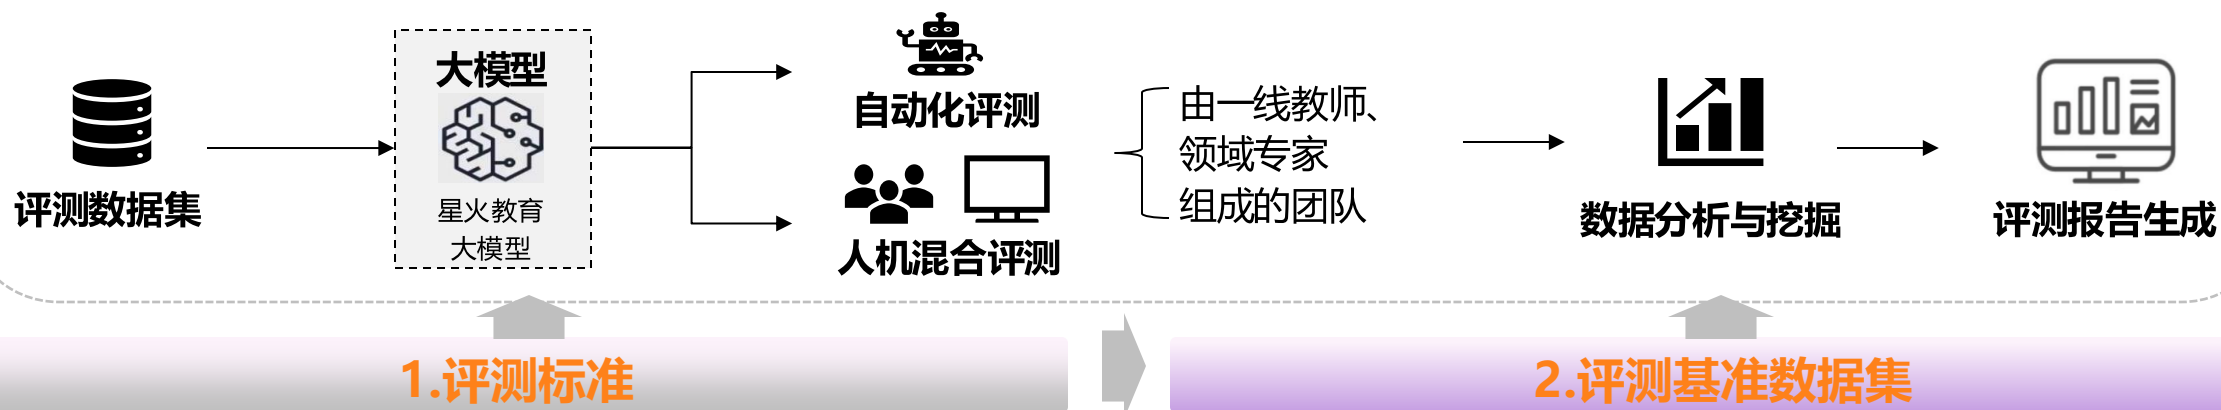 评测数据集
大模型
星火教育
大模型
自动化评测
人机混合评测
由一线教师、
领域专家
组成的团队
数据分析与挖掘
评测报告生成
1.评测标准
2.评测基准数据集